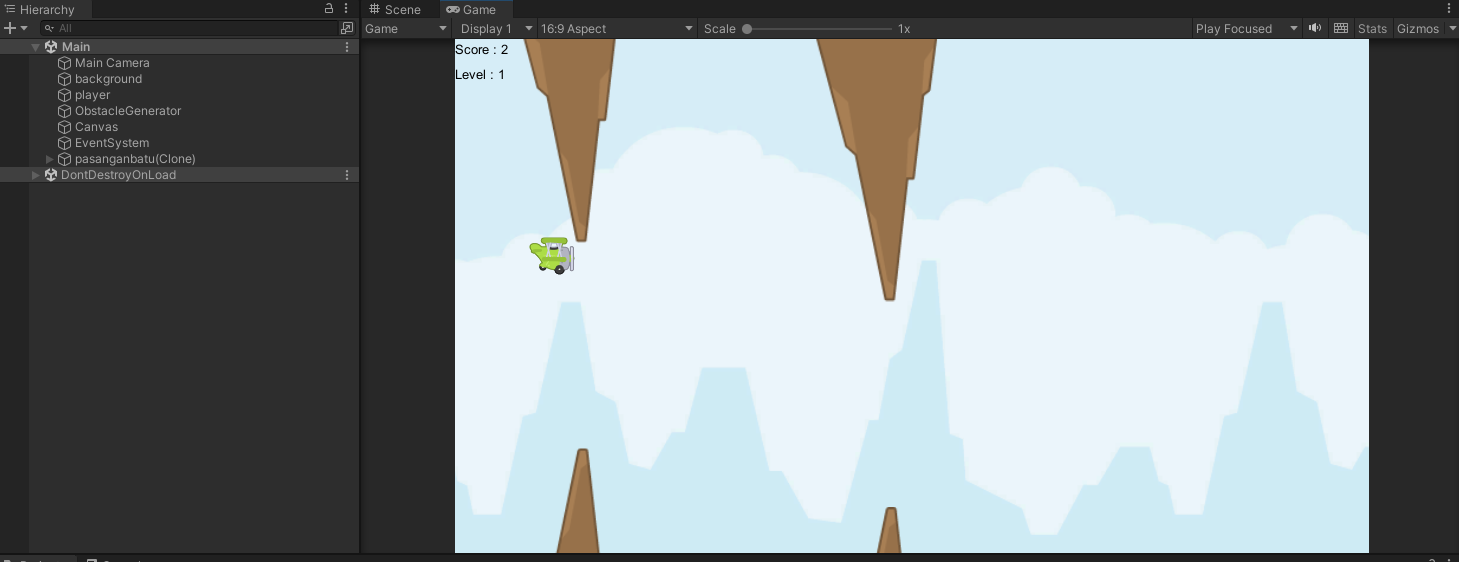 Hierarchy
All
Main
Main Camera
background
player
ObstacleGenerator
Canvas
EventSystem
pasanganbatu(Clone)
DontDestroyOnLoad
Scene Game
Game Display 1 16:9 Aspect Scale 1x Play Focused Stats Gizmos
Score : 2
Level : 1